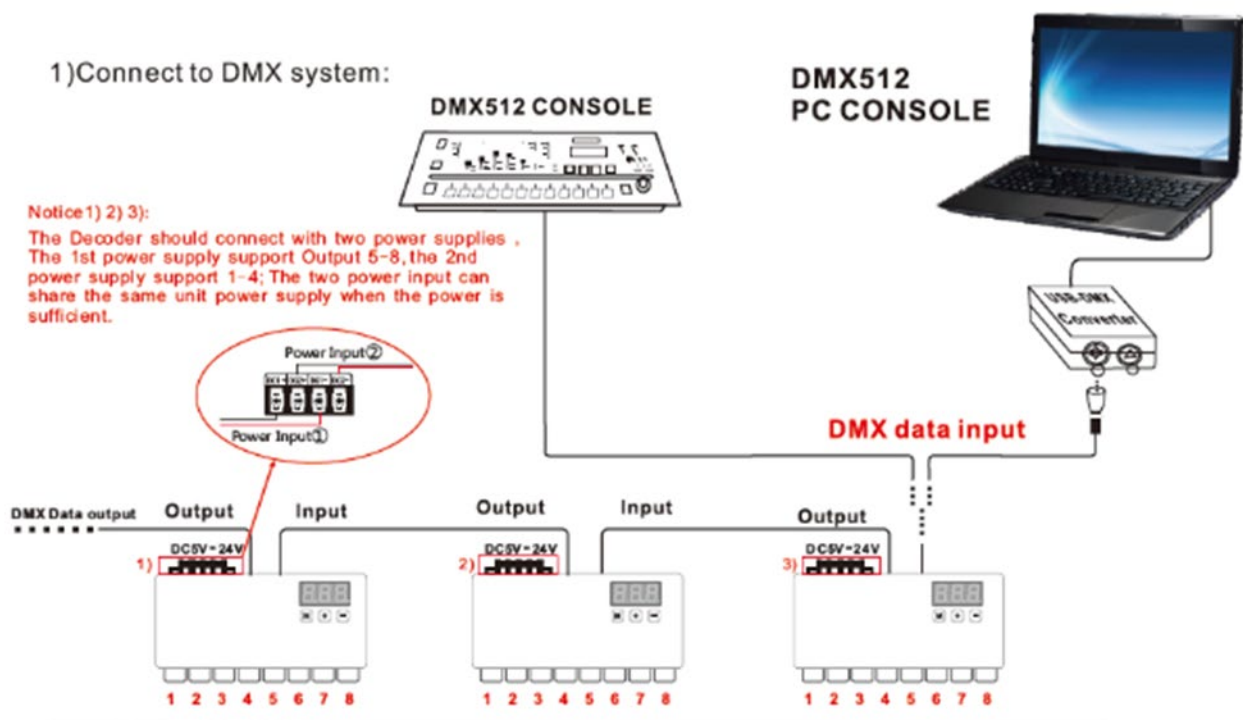 1)Connect to DMX system:
DMX512 CONSOLE
DMX512
PC CONSOLE
Notice1) 2) 3):
The Decoder should connect with two power supplies ,
The 1st power supply support Output 5-8, the 2nd
power supply support 1-4; The two power input can
share the same unit power supply when the power is
sufficient.
USB-DMX
Converter
Power Input②
Power Input①
DMX data input
DMX Data output
Output
Input
Output
Input
Output
DC5V-24V
DC5V-24V
DC5V-24V
1)
2)
3)
M + -
M + -
M + -
1 2 3 4 5 6 7 8
1 2 3 4 5 6 7 8
1 2 3 4 5 6 7 8